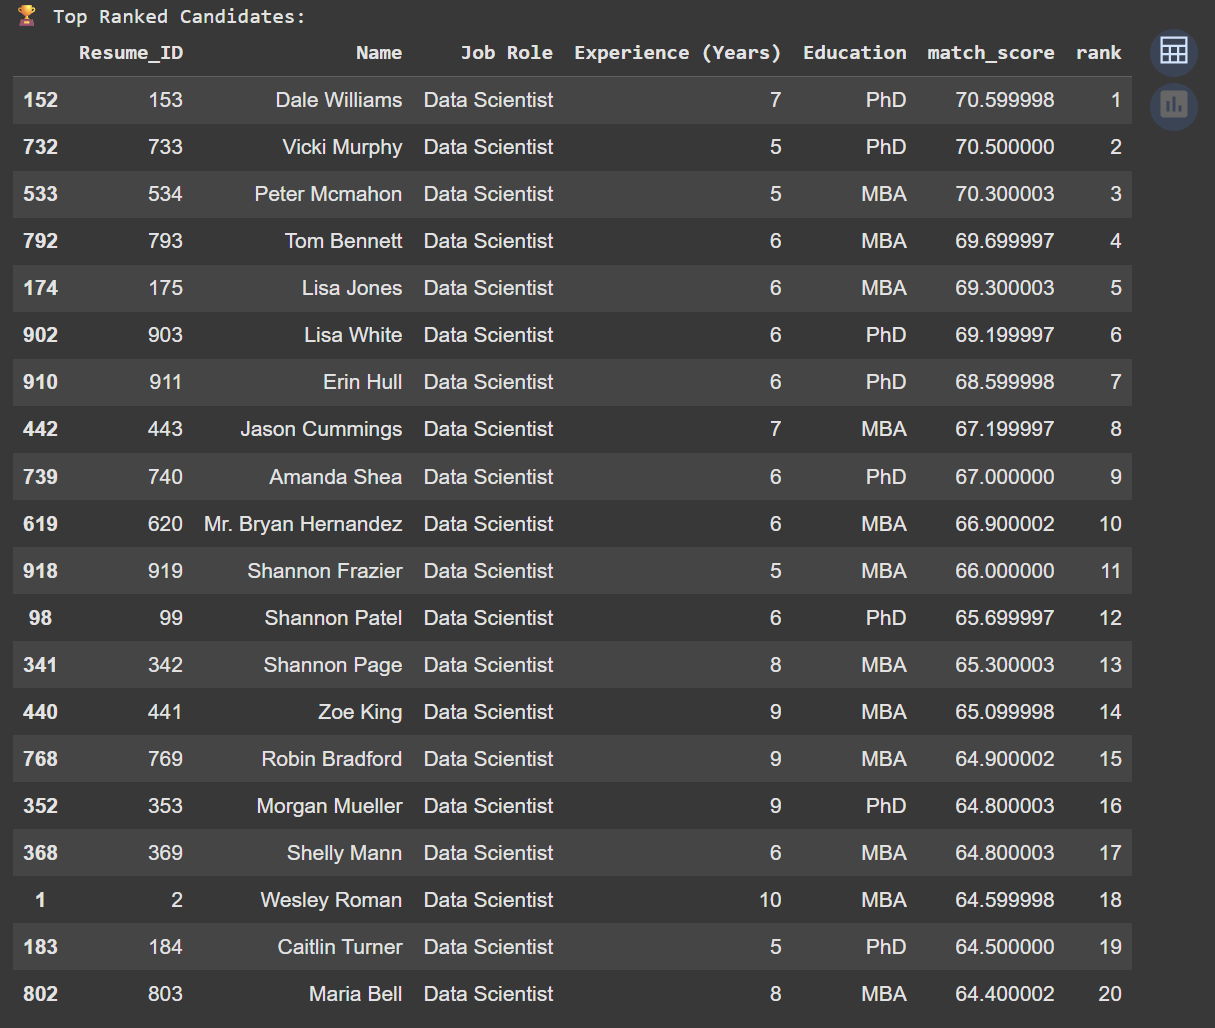 🏆 Top Ranked Candidates:
Resume_ID Name Job Role Experience (Years) Education match_score rank
152 153 Dale Williams Data Scientist 7 PhD 70.599998 1
732 733 Vicki Murphy Data Scientist 5 PhD 70.500000 2
533 534 Peter Mcmahon Data Scientist 5 MBA 70.300003 3
792 793 Tom Bennett Data Scientist 6 MBA 69.699997 4
174 175 Lisa Jones Data Scientist 6 MBA 69.300003 5
902 903 Lisa White Data Scientist 6 PhD 69.199997 6
910 911 Erin Hull Data Scientist 6 PhD 68.599998 7
442 443 Jason Cummings Data Scientist 7 MBA 67.199997 8
739 740 Amanda Shea Data Scientist 6 PhD 67.000000 9
619 620 Mr. Bryan Hernandez Data Scientist 6 MBA 66.900002 10
918 919 Shannon Frazier Data Scientist 5 MBA 66.000000 11
98 99 Shannon Patel Data Scientist 6 PhD 65.699997 12
341 342 Shannon Page Data Scientist 8 MBA 65.300003 13
440 441 Zoe King Data Scientist 9 MBA 65.099998 14
768 769 Robin Bradford Data Scientist 9 MBA 64.900002 15
352 353 Morgan Mueller Data Scientist 9 PhD 64.800003 16
368 369 Shelly Mann Data Scientist 6 MBA 64.800003 17
1 2 Wesley Roman Data Scientist 10 MBA 64.599998 18
183 184 Caitlin Turner Data Scientist 5 PhD 64.500000 19
802 803 Maria Bell Data Scientist 8 MBA 64.400002 20